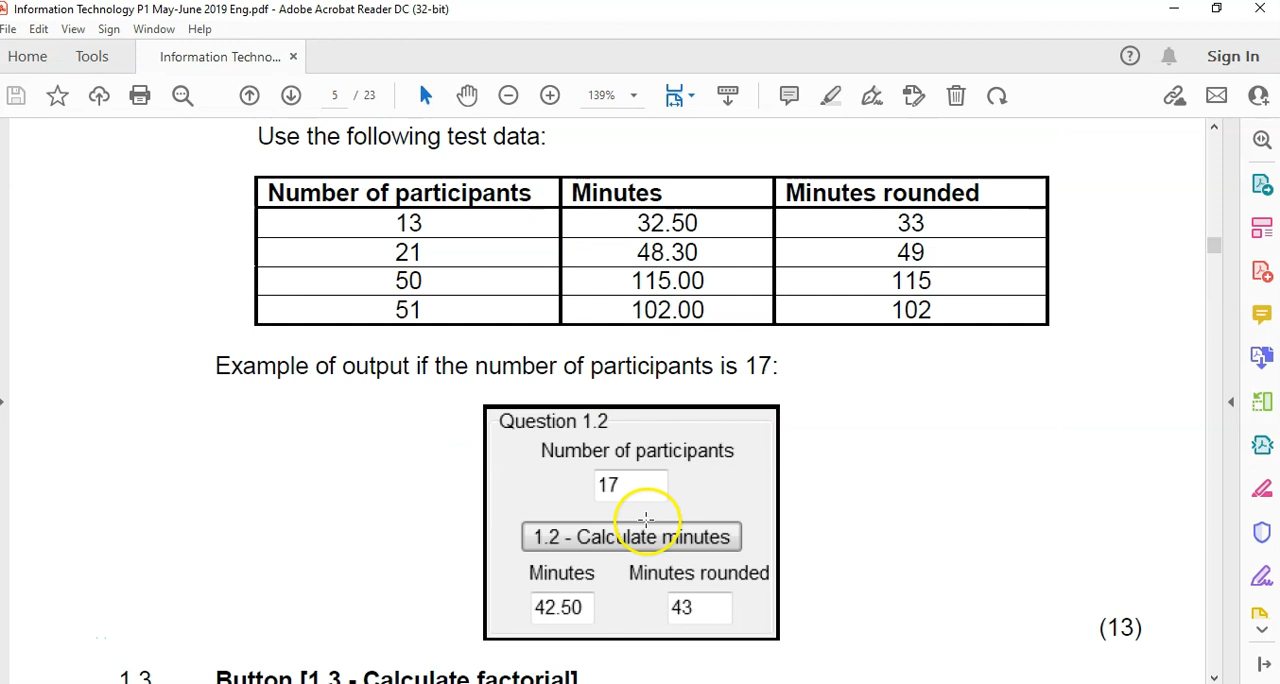 Information Technology P1 May-June 2019 Eng.pdf - Adobe Acrobat Reader DC (32-bit)
File Edit View Sign Window Help
Home Tools Information Techno... × Sign In
5 / 23 139%
Use the following test data:
Number of participants Minutes Minutes rounded
13 32.50 33
21 48.30 49
50 115.00 115
51 102.00 102
Example of output if the number of participants is 17:
Question 1.2
Number of participants
17
1.2 - Calculate minutes
Minutes Minutes rounded
42.50 43
(13)
1.3 Button [1.3 - Calculate factorial]